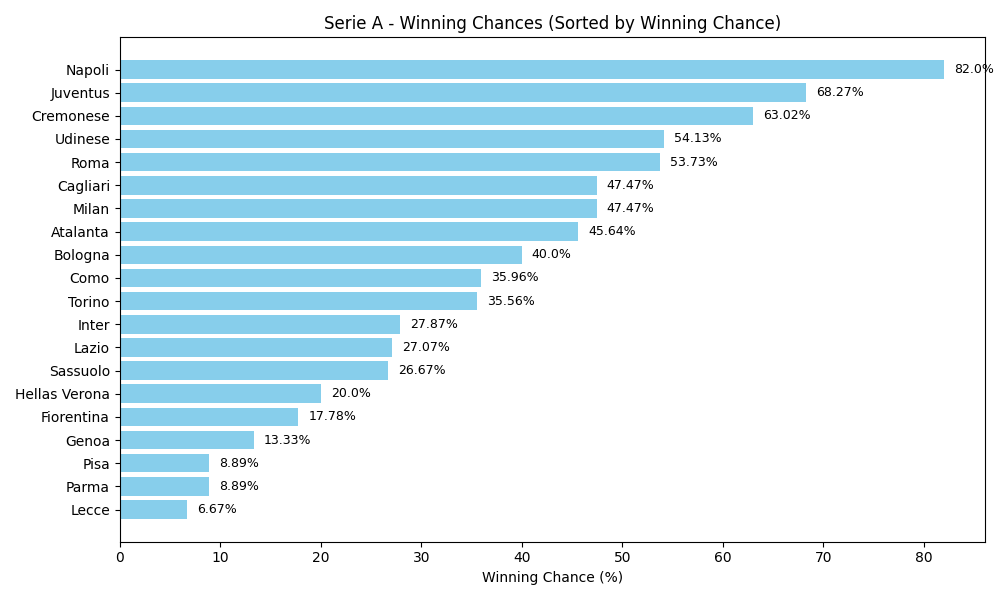 Serie A - Winning Chances (Sorted by Winning Chance)
Napoli 82.0%
Juventus 68.27%
Cremonese 63.02%
Udinese 54.13%
Roma 53.73%
Cagliari 47.47%
Milan 47.47%
Atalanta 45.64%
Bologna 40.0%
Como 35.96%
Torino 35.56%
Inter 27.87%
Lazio 27.07%
Sassuolo 26.67%
Hellas Verona 20.0%
Fiorentina 17.78%
Genoa 13.33%
Pisa 8.89%
Parma 8.89%
Lecce 6.67%
0 10 20 30 40 50 60 70 80
Winning Chance (%)